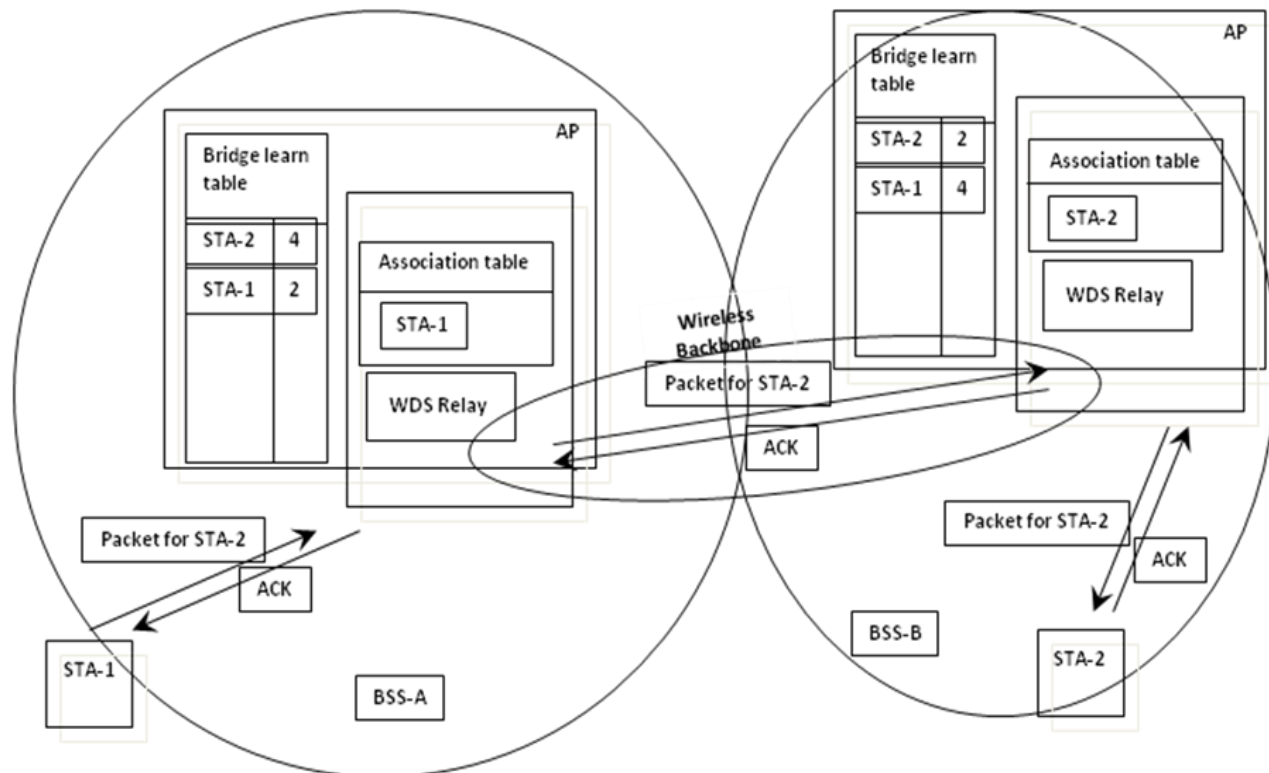 AP
Bridge learn
table
STA-2 4
STA-1 2
Association table
STA-1
WDS Relay
Packet for STA-2
ACK
STA-1
BSS-A
Wireless
Backbone
Packet for STA-2
ACK
AP
Bridge learn
table
STA-2 2
STA-1 4
Association table
STA-2
WDS Relay
Packet for STA-2
ACK
BSS-B
STA-2